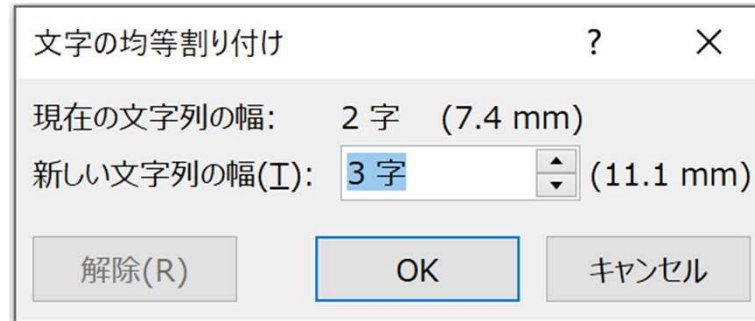 文字の均等割り付け ? ×
現在の文字列の幅: 2 字 (7.4 mm)
新しい文字列の幅(T): 3 字 (11.1 mm)
解除(R) OK キャンセル